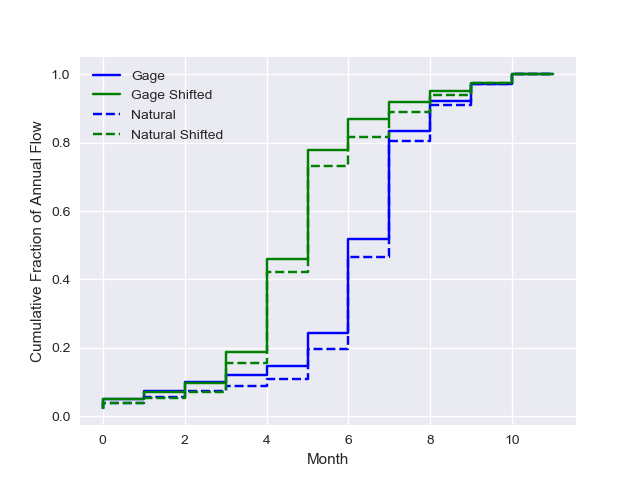 Gage
Gage Shifted
Natural
Natural Shifted
Cumulative Fraction of Annual Flow
1.0
0.8
0.6
0.4
0.2
0.0
0 2 4 6 8 10
Month